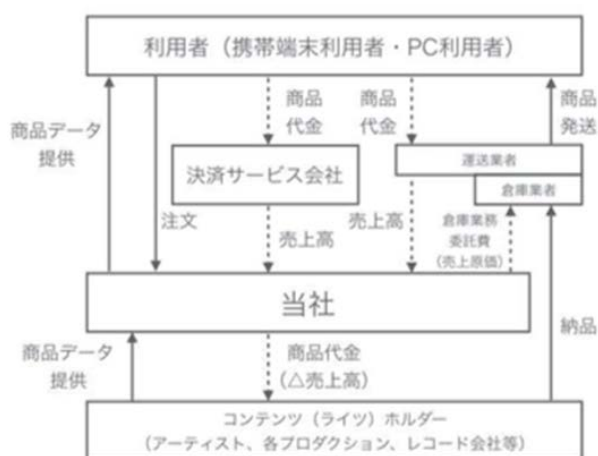 利用者（携帯端末利用者・PC利用者）
商品データ
提供
注文
商品
代金
商品
代金
商品
発送
決済サービス会社
運送業者
倉庫業者
売上高
売上高
倉庫業務
委託費
（売上原価）
当社
納品
商品データ
提供
商品代金
（△売上高）
コンテンツ（ライツ）ホルダー
（アーティスト、各プロダクション、レコード会社等）